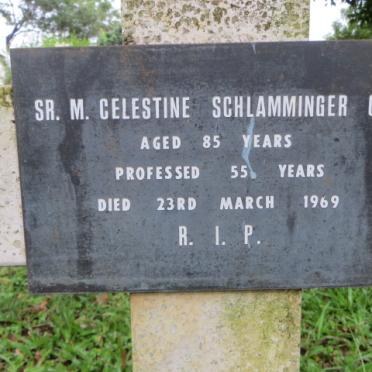 SR. M. CELESTINE SCHLAMMINGER
AGED 85 YEARS
PROFESSED 55 YEARS
DIED 23RD MARCH 1969
R. I. P.